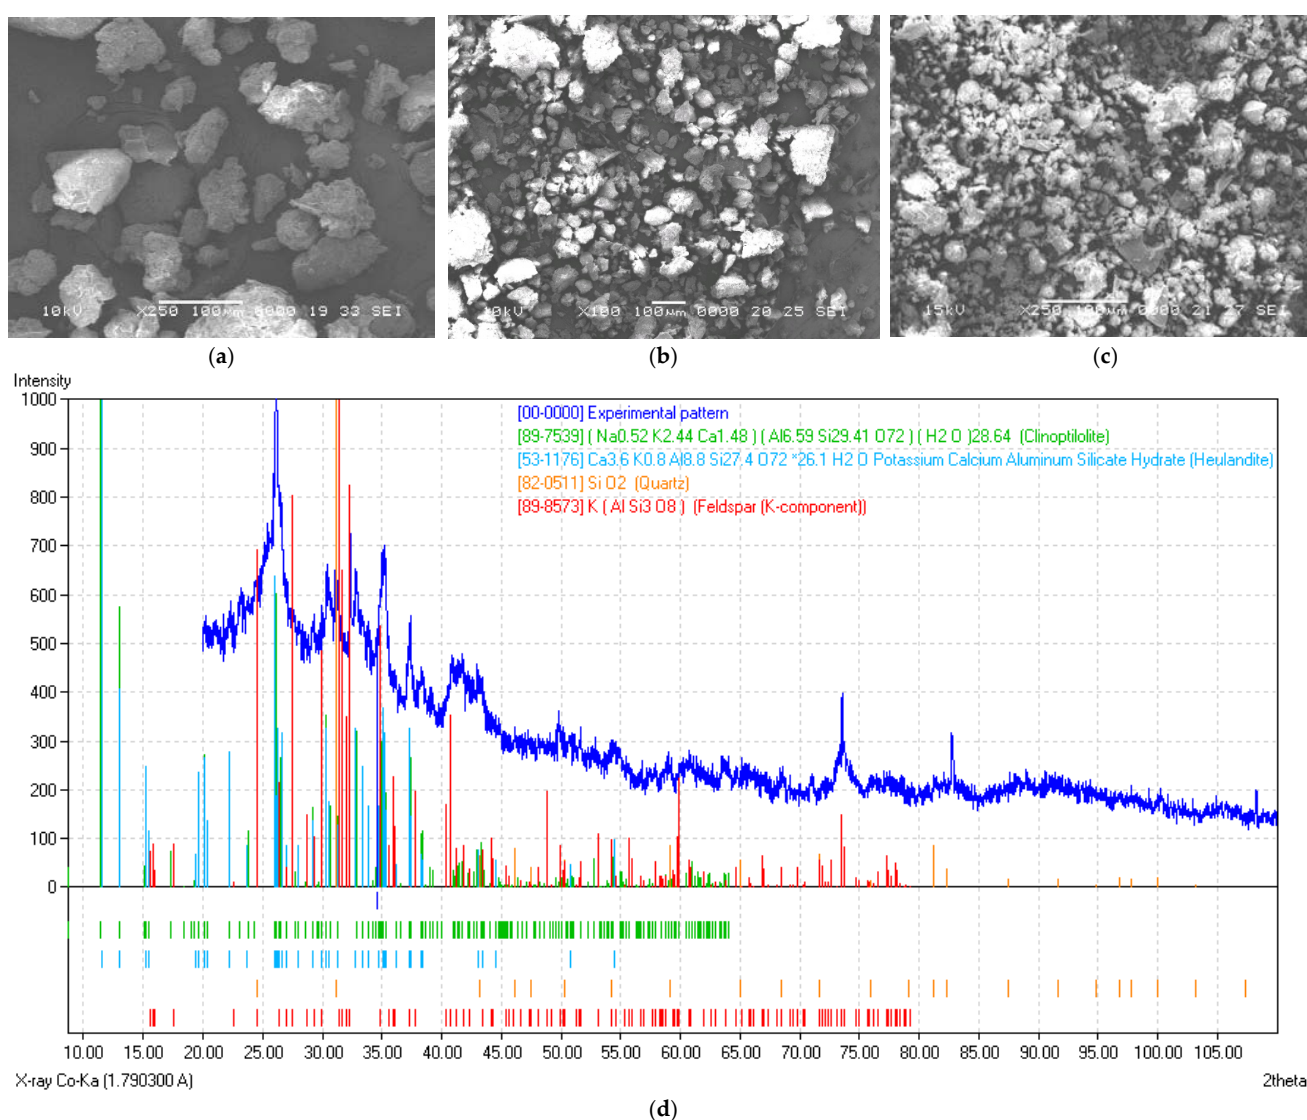 10kV X250 100µm 0000 19 33 SEI
10kV X100 100µm 0000 20 25 SEI
15kV X250 100µm 0000 21 27 SEI
(a)
(b)
(c)
Intensity
1000
900
800
700
600
500
400
300
200
100
0
[00-0000] Experimental pattern
[89-7539] ( Na0.52 K2.44 Ca1.48 ) ( Al6.59 Si29.41 O72 ) ( H2 O )28.64 (Clinoptilolite)
[53-1176] Ca3.6 K0.8 Al8.8 Si27.4 O72 *26.1 H2 O Potassium Calcium Aluminum Silicate Hydrate (Heulandite)
[82-0511] Si O2 (Quartz)
[89-8573] K ( Al Si3 O8 ) (Feldspar (K-component))
10.00 15.00 20.00 25.00 30.00 35.00 40.00 45.00 50.00 55.00 60.00 65.00 70.00 75.00 80.00 85.00 90.00 95.00 100.00 105.00
X-ray Co-Ka (1.790300 A)
2theta
(d)